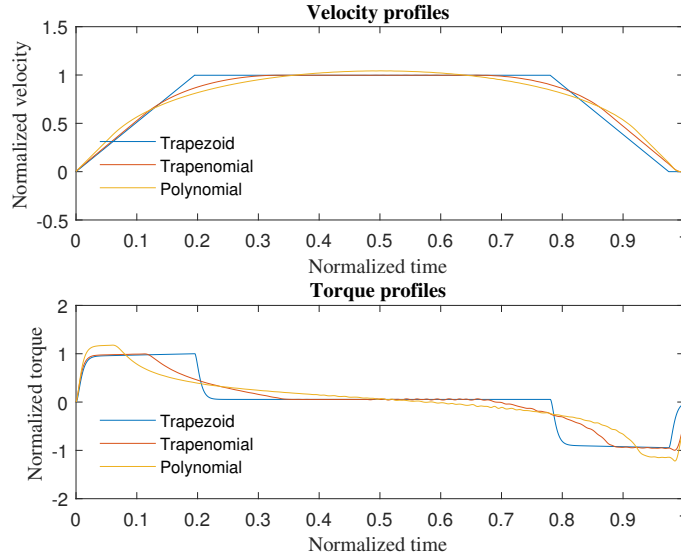 Velocity profiles
1.5
1
0.5
0
-0.5
Normalized velocity
Trapezoid
Trapenomial
Polynomial
0 0.1 0.2 0.3 0.4 0.5 0.6 0.7 0.8 0.9 1
Normalized time
Torque profiles
2
1
0
-1
-2
Normalized torque
Trapezoid
Trapenomial
Polynomial
0 0.1 0.2 0.3 0.4 0.5 0.6 0.7 0.8 0.9 1
Normalized time